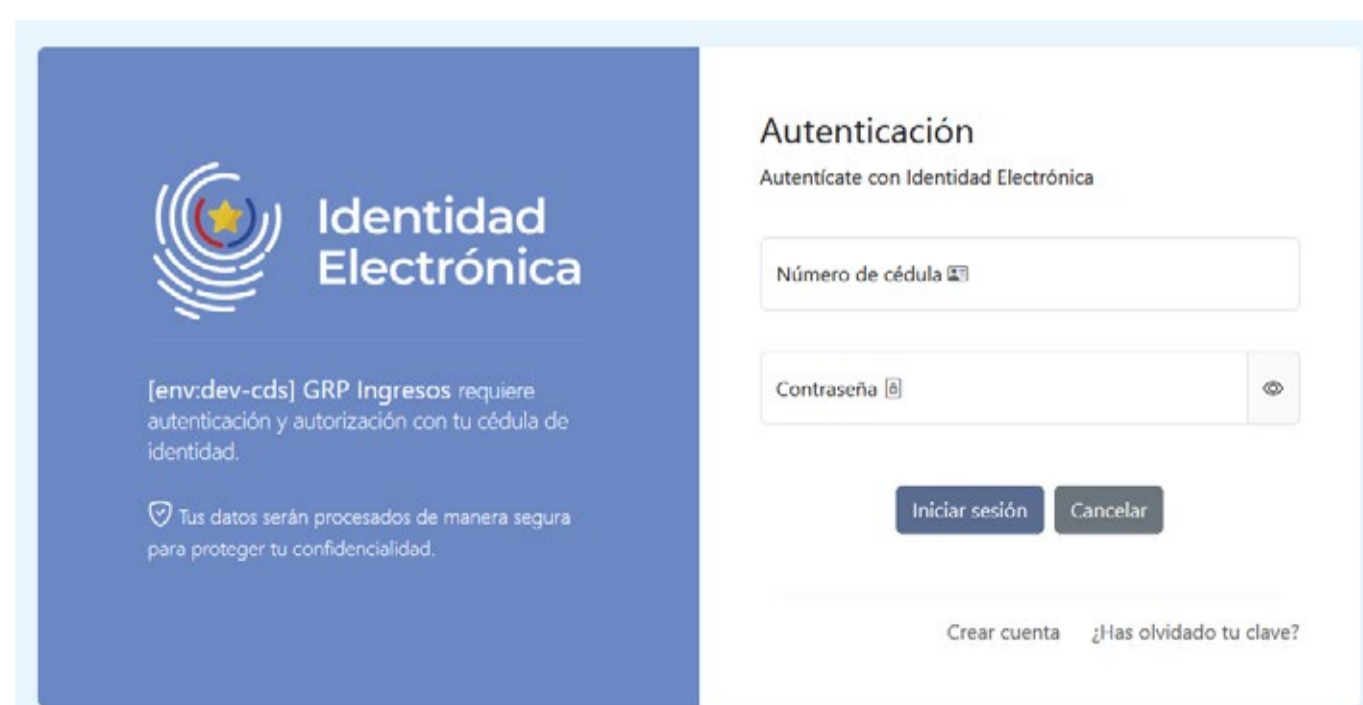 Identidad
Electrónica
[env:dev-cds] GRP Ingresos requiere
autenticación y autorización con tu cédula de
identidad.
Tus datos serán procesados de manera segura
para proteger tu confidencialidad.
Autenticación
Autentícate con Identidad Electrónica
Número de cédula
Contraseña
Iniciar sesión
Cancelar
Crear cuenta
¿Has olvidado tu clave?